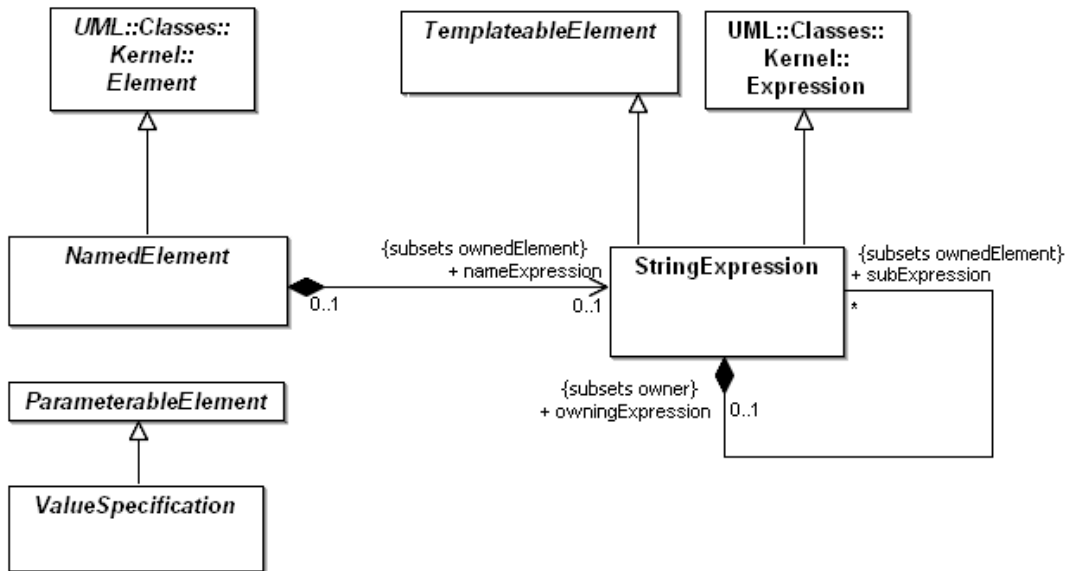 UML::Classes::
Kernel::
Element
TemplateableElement
UML::Classes::
Kernel::
Expression
NamedElement
{subsets ownedElement}
+ nameExpression
0..1
0..1
StringExpression
{subsets ownedElement}
+ subExpression
*
{subsets owner}
+ owningExpression
0..1
ParameterableElement
ValueSpecification